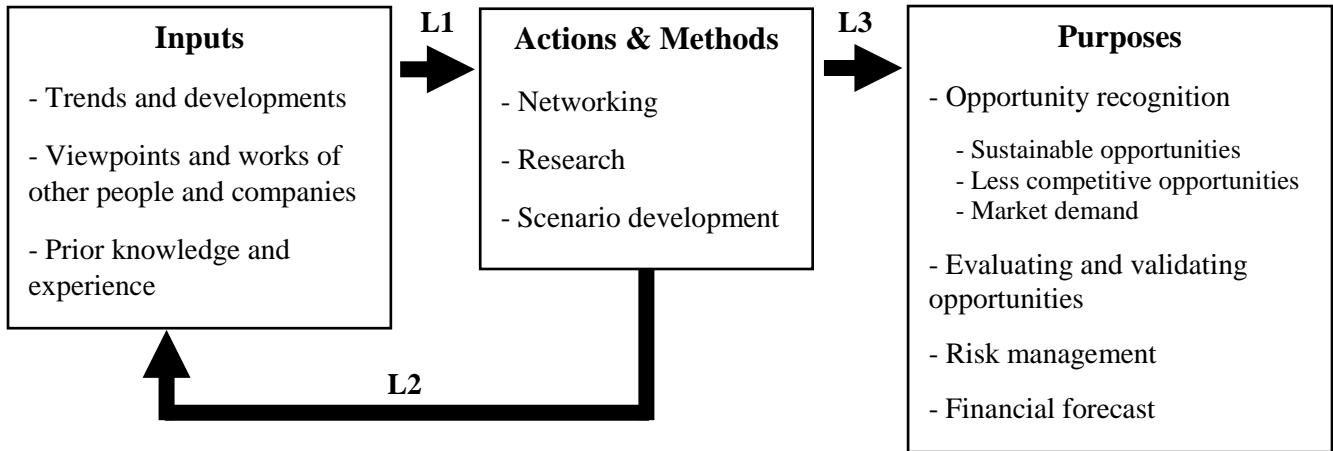 Inputs
- Trends and developments
- Viewpoints and works of
other people and companies
- Prior knowledge and
experience
L1
Actions & Methods
- Networking
- Research
- Scenario development
L2
L3
Purposes
- Opportunity recognition
- Sustainable opportunities
- Less competitive opportunities
- Market demand
- Evaluating and validating
opportunities
- Risk management
- Financial forecast